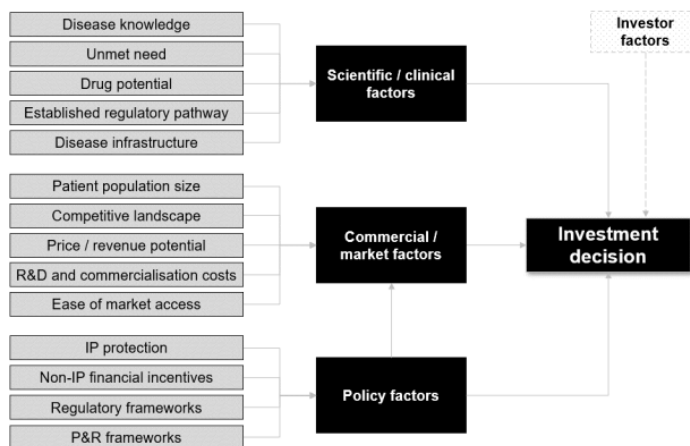 Disease knowledge
Unmet need
Drug potential
Established regulatory pathway
Disease infrastructure
Scientific / clinical
factors
Investor
factors
Patient population size
Competitive landscape
Price / revenue potential
R&D and commercialisation costs
Ease of market access
Commercial /
market factors
Investment
decision
IP protection
Non-IP financial incentives
Regulatory frameworks
P&R frameworks
Policy factors